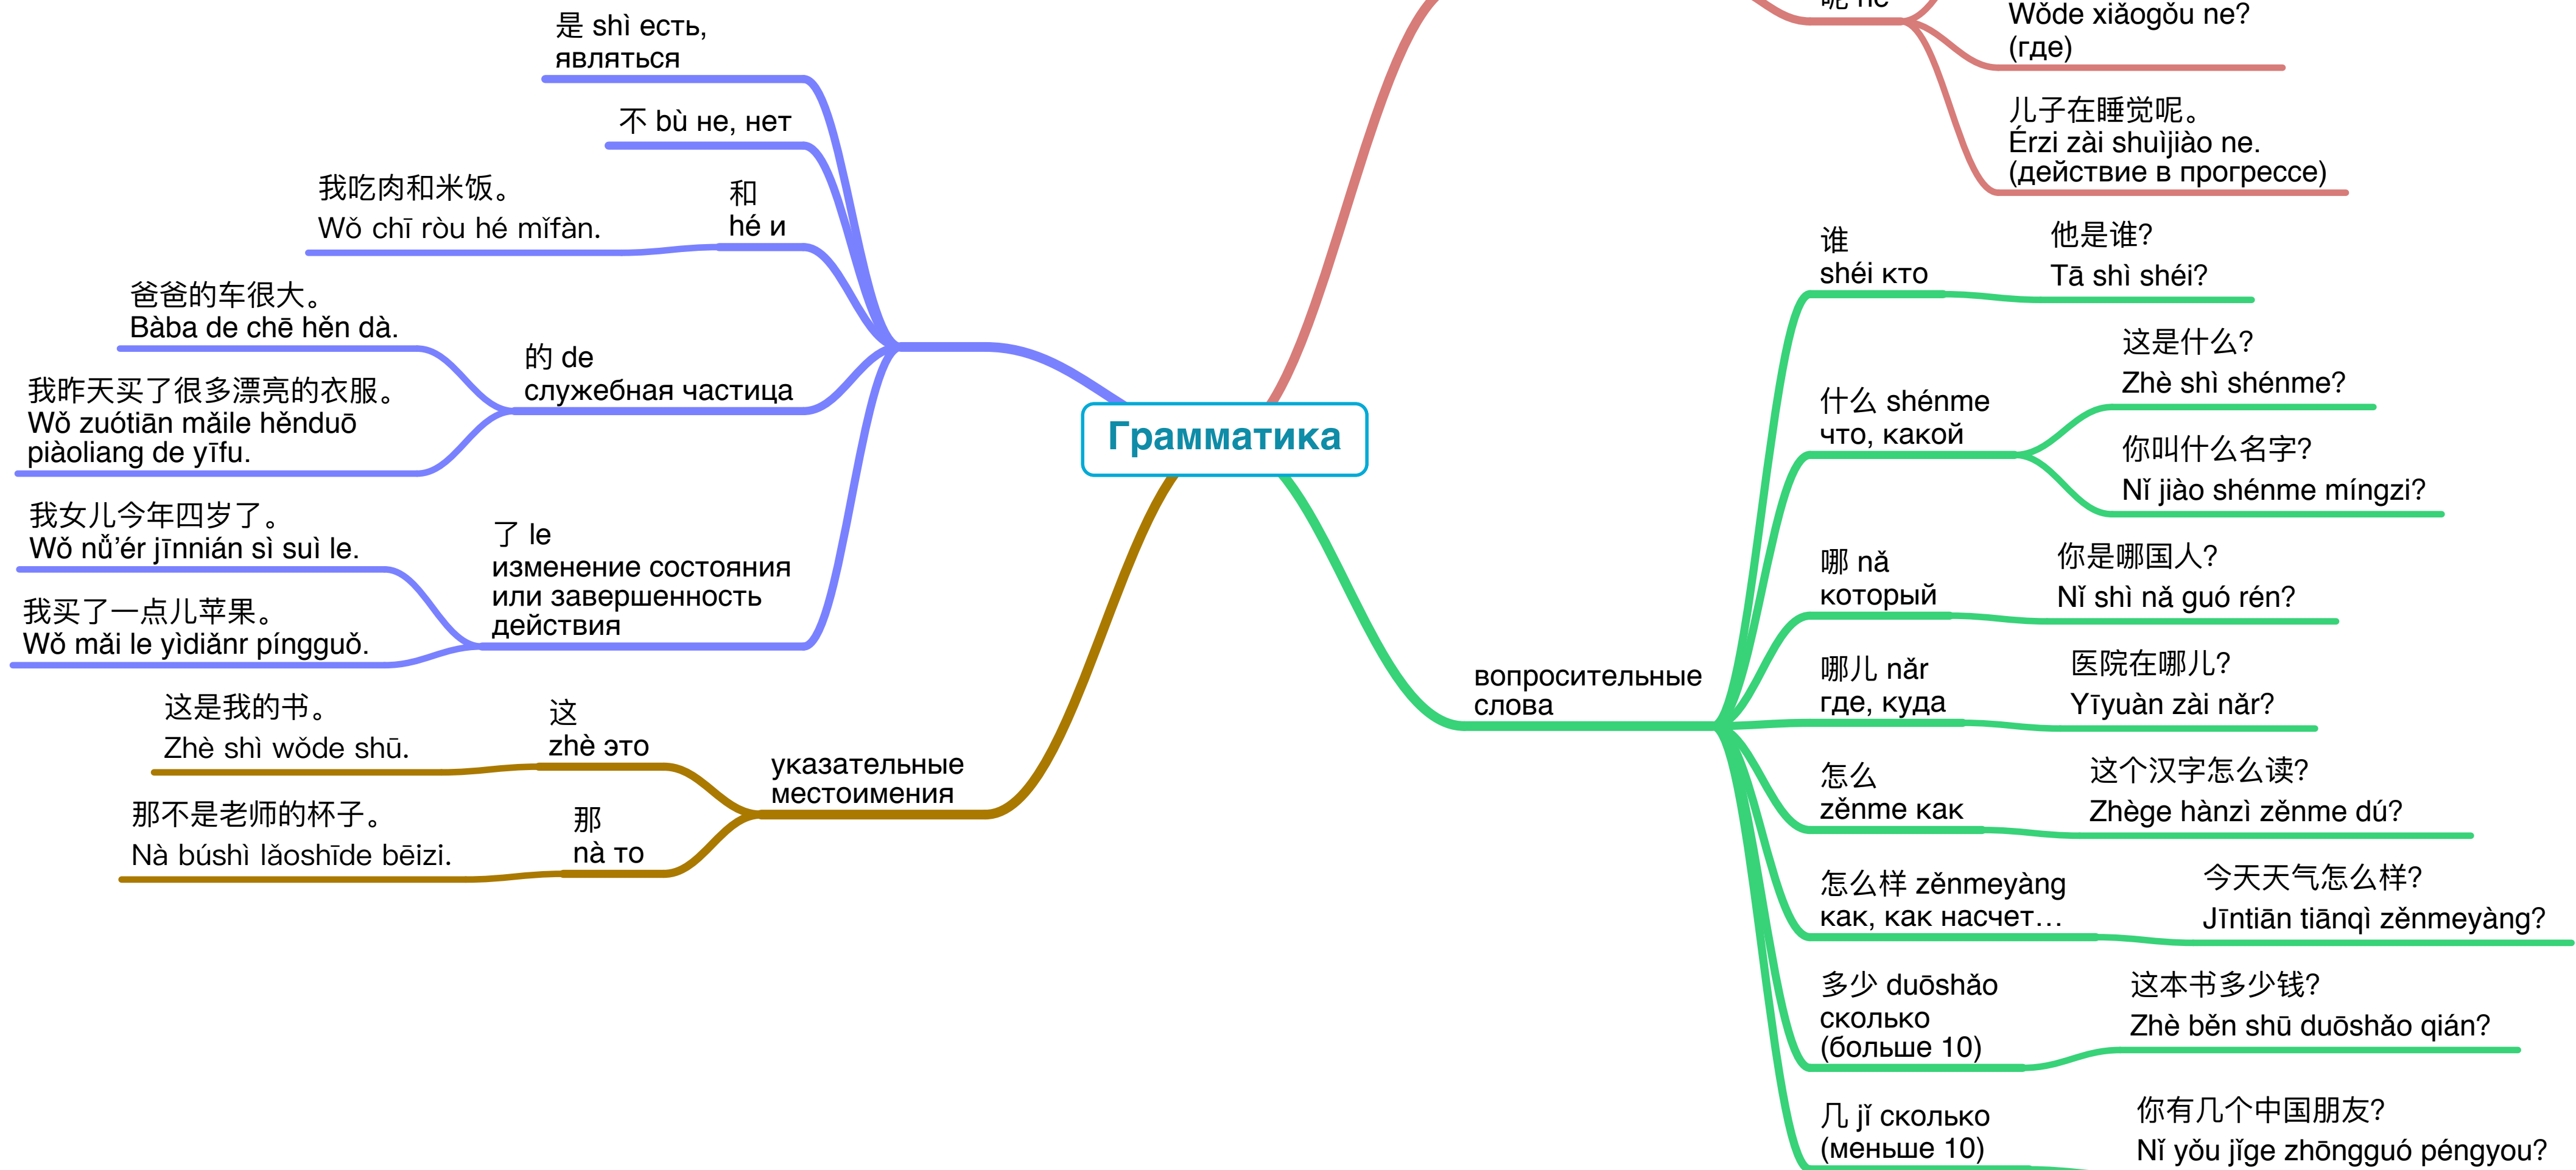 是 shì есть,
являться
不 bù не, нет
和
hé и
我吃肉和米饭。
Wǒ chī ròu hé mǐfàn.
的 de
служебная частица
爸爸的车很大。
Bàba de chē hěn dà.
我昨天买了很多漂亮的衣服。
Wǒ zuótiān mǎile hěnduō
piàoliang de yīfu.
了 le
изменение состояния
или завершенность
действия
我女儿今年四岁了。
Wǒ nǚ’ér jīnnián sì suì le.
我买了一点儿苹果。
Wǒ mǎi le yìdiǎnr píngguǒ.
указательные
местоимения
这
zhè это
这是我的书。
Zhè shì wǒde shū.
那
nà то
那不是老师的杯子。
Nà búshì lǎoshīde bēizi.
Грамматика
Wǒde xiǎogǒu ne?
(где)
儿子在睡觉呢。
Érzi zài shuìjiào ne.
(действие в прогрессе)
вопросительные
слова
谁
shéi кто
他是谁?
Tā shì shéi?
什么 shénme
что, какой
这是什么?
Zhè shì shénme?
你叫什么名字?
Nǐ jiào shénme míngzi?
哪 nǎ
который
你是哪国人?
Nǐ shì nǎ guó rén?
哪儿 nǎr
где, куда
医院在哪儿?
Yīyuàn zài nǎr?
怎么
zěnme как
这个汉字怎么读?
Zhège hànzì zěnme dú?
怎么样 zěnmeyàng
как, как насчет…
今天天气怎么样?
Jīntiān tiānqì zěnmeyàng?
多少 duōshǎo
сколько
(больше 10)
这本书多少钱?
Zhè běn shū duōshǎo qián?
几 jǐ сколько
(меньше 10)
你有几个中国朋友?
Nǐ yǒu jǐge zhōngguó péngyou?